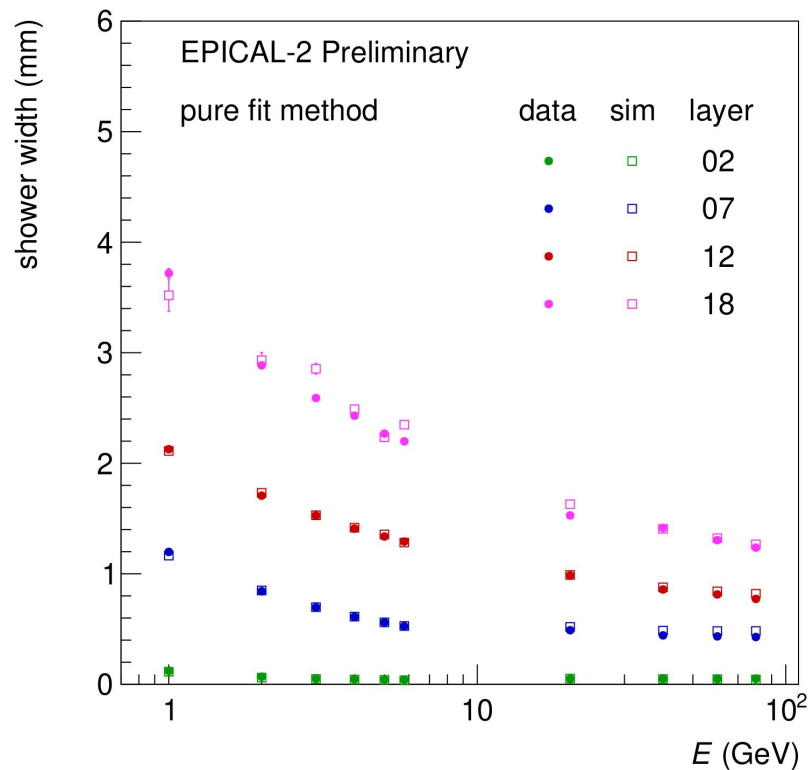 EPICAL-2 Preliminary
pure fit method
data sim layer
02
07
12
18
shower width (mm)
6
5
4
3
2
1
0
1 10 10²
E (GeV)